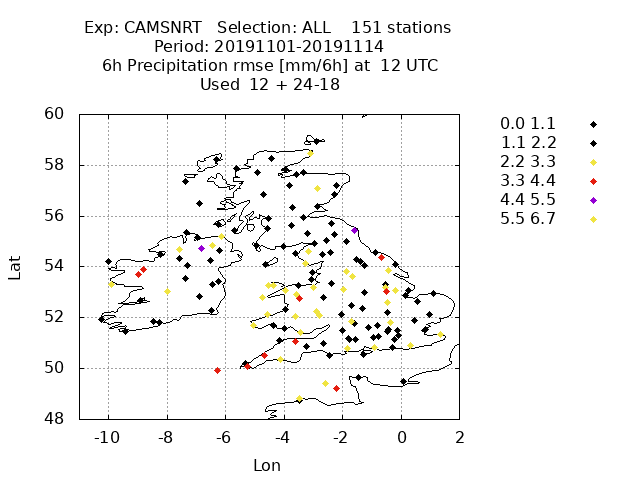 Exp: CAMSNRT   Selection: ALL    151 stations
Period: 20191101-20191114
6h Precipitation rmse [mm/6h] at  12 UTC
Used  12 + 24-18
60
58
56
54
52
50
48
Lat
-10 -8 -6 -4 -2 0 2
Lon
0.0 1.1
1.1 2.2
2.2 3.3
3.3 4.4
4.4 5.5
5.5 6.7